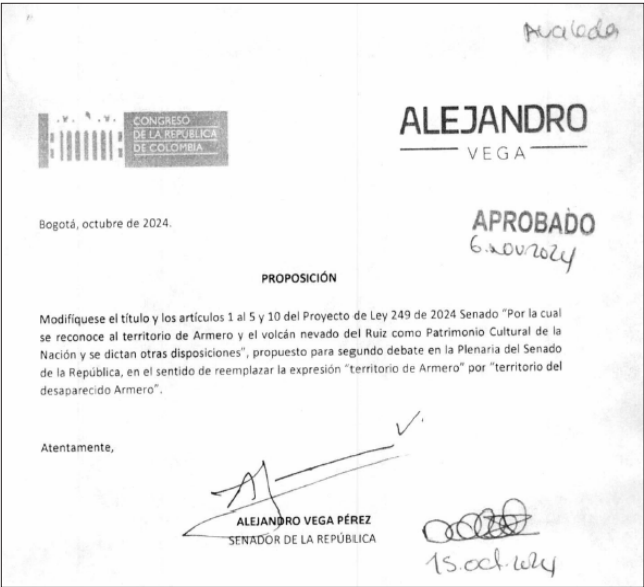 Avalada
CONGRESO
DE LA REPÚBLICA
DE COLOMBIA
ALEJANDRO
VEGA
Bogotá, octubre de 2024.
APROBADO
6.nov 2024
PROPOSICIÓN
Modifíquese el título y los artículos 1 al 5 y 10 del Proyecto de Ley 249 de 2024 Senado "Por la cual
se reconoce al territorio de Armero y el volcán nevado del Ruiz como Patrimonio Cultural de la
Nación y se dictan otras disposiciones", propuesto para segundo debate en la Plenaria del Senado
de la República, en el sentido de reemplazar la expresión "territorio de Armero" por "territorio del
desaparecido Armero".
Atentamente,
ALEJANDRO VEGA PÉREZ
SENADOR DE LA REPÚBLICA
15.oct.2024